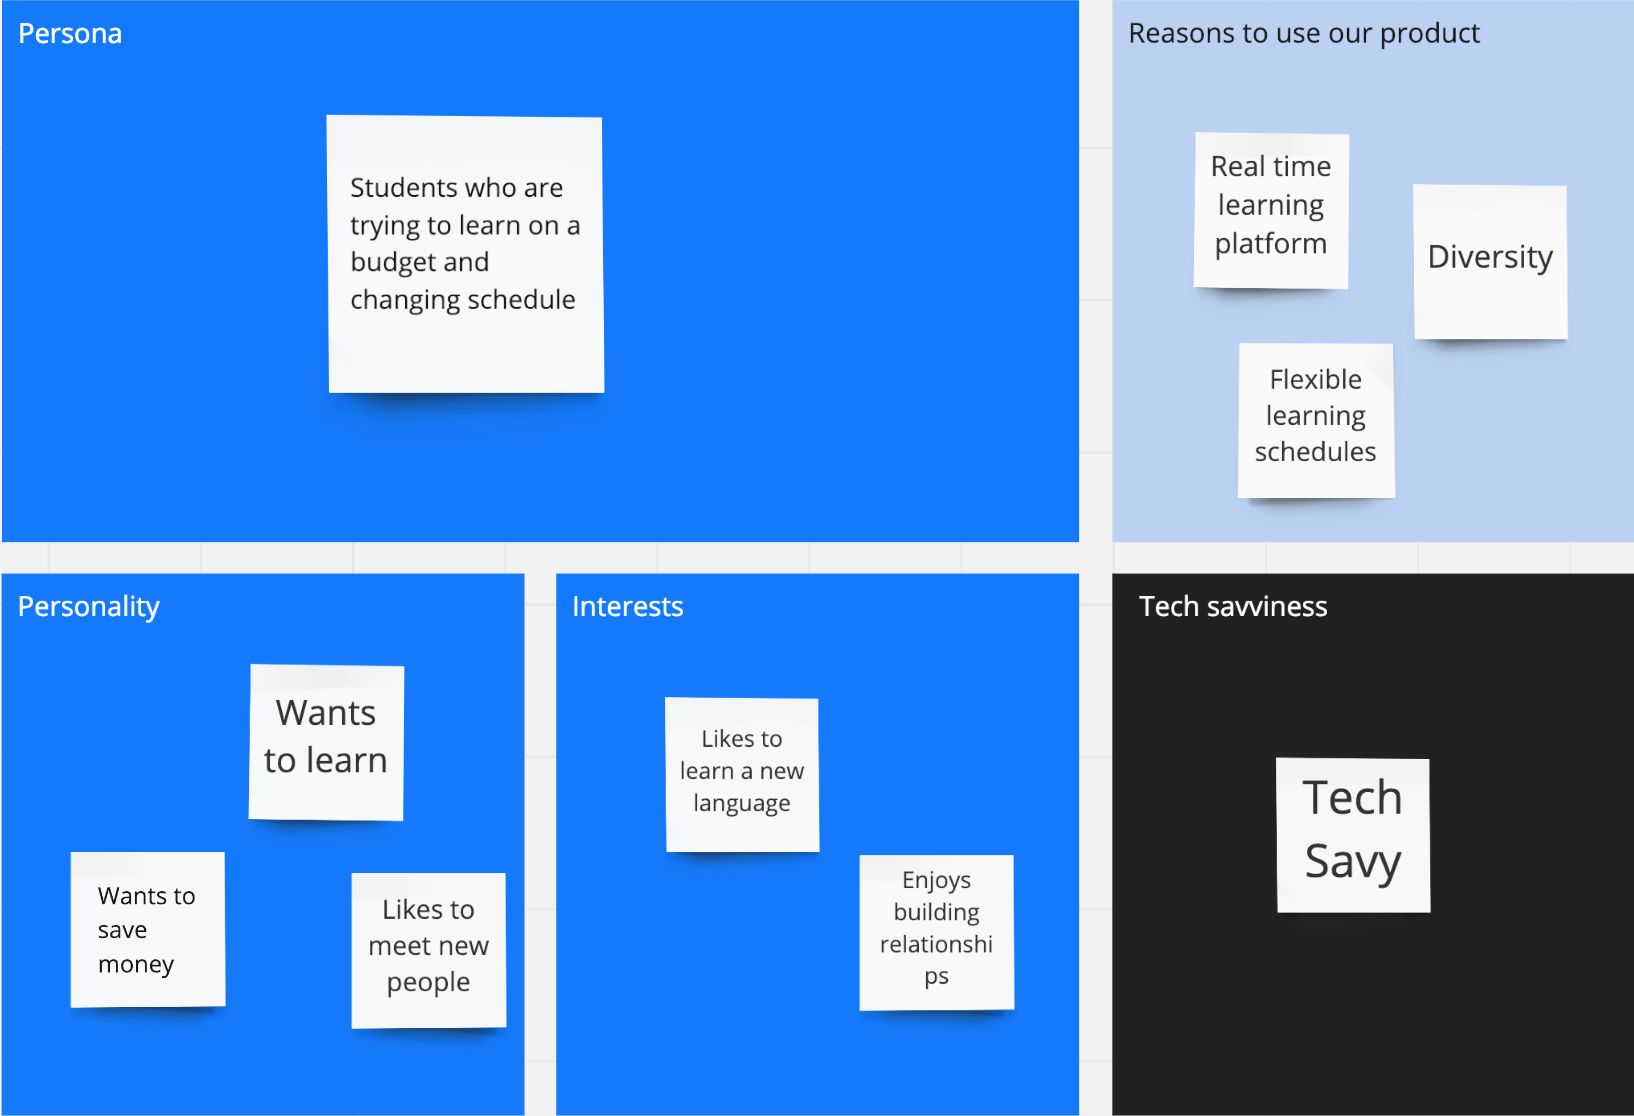 Persona
Students who are
trying to learn on a
budget and
changing schedule
Reasons to use our product
Real time
learning
platform
Diversity
Flexible
learning
schedules
Personality
Wants
to learn
Wants to
save
money
Likes to
meet new
people
Interests
Likes to
learn a new
language
Enjoys
building
relationshi
ps
Tech savviness
Tech
Savy